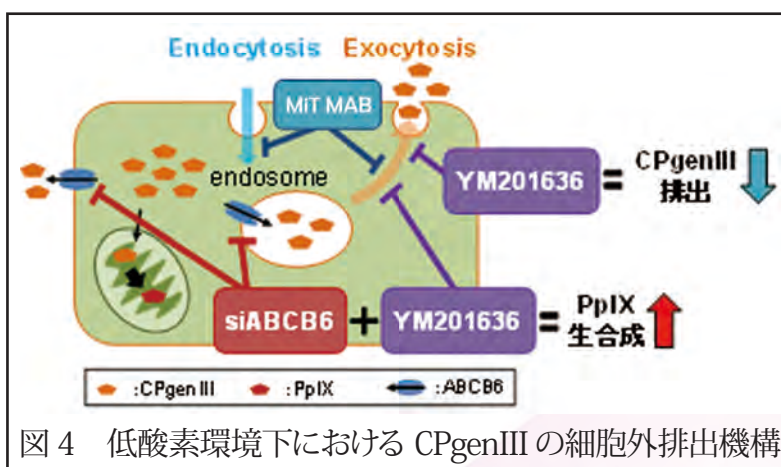 Endocytosis Exocytosis
MiT MAB
endosome
YM201636 = CPgenIII 排出
siABCB6 + YM201636 = PpIX 生合成
:CPgen III :PpIX :ABCB6
図 4 低酸素環境下における CPgenIII の細胞外排出機構